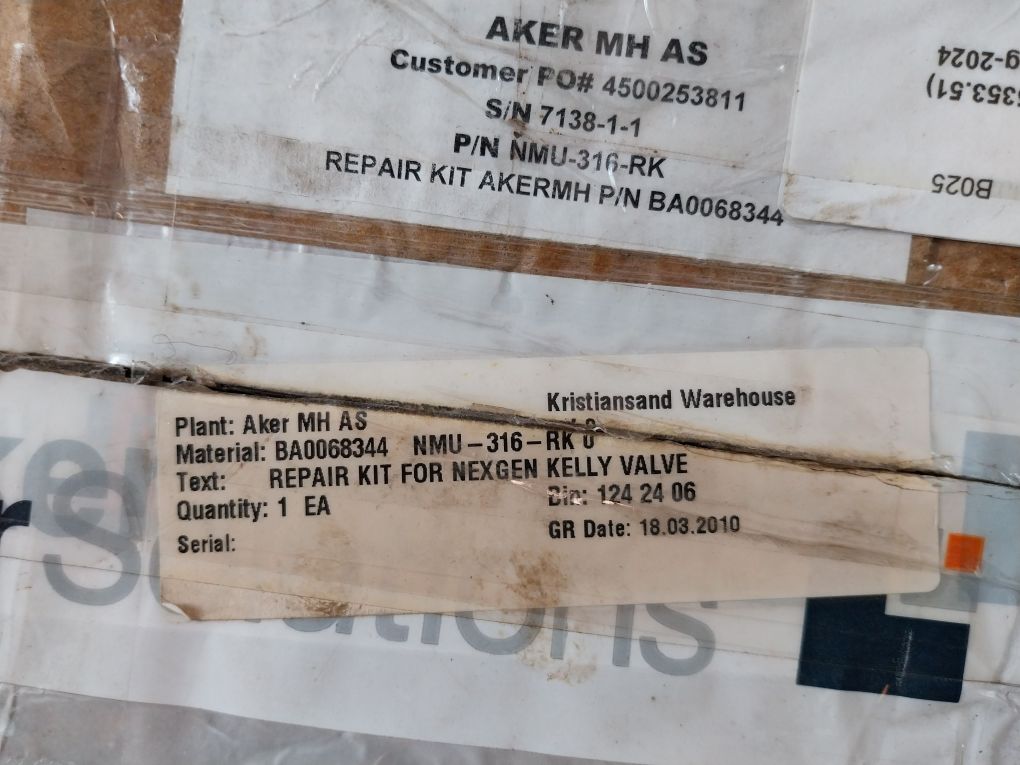 AKER MH AS
Customer PO# 4500253811
S/N 7138-1-1
P/N NMU-316-RK
REPAIR KIT AKERMH P/N BA0068344
g-2024
353.51)
B025
Kristiansand Warehouse
Plant: Aker MH AS
Material: BA0068344 NMU-316-RK
Text: REPAIR KIT FOR NEXGEN KELLY VALVE
Quantity: 1 EA
Bin: 124 24 06
Serial:
GR Date: 18.03.2010